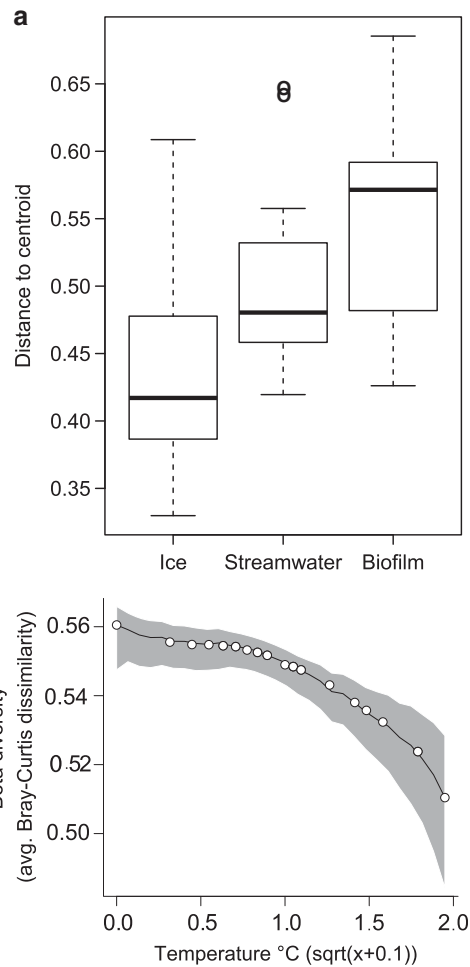 a
Distance to centroid
0.65
0.60
0.55
0.50
0.45
0.40
0.35
Ice Streamwater Biofilm
(avg. Bray-Curtis dissimilarity)
0.56
0.54
0.52
0.50
0.0 0.5 1.0 1.5 2.0
Temperature °C (sqrt(x+0.1))